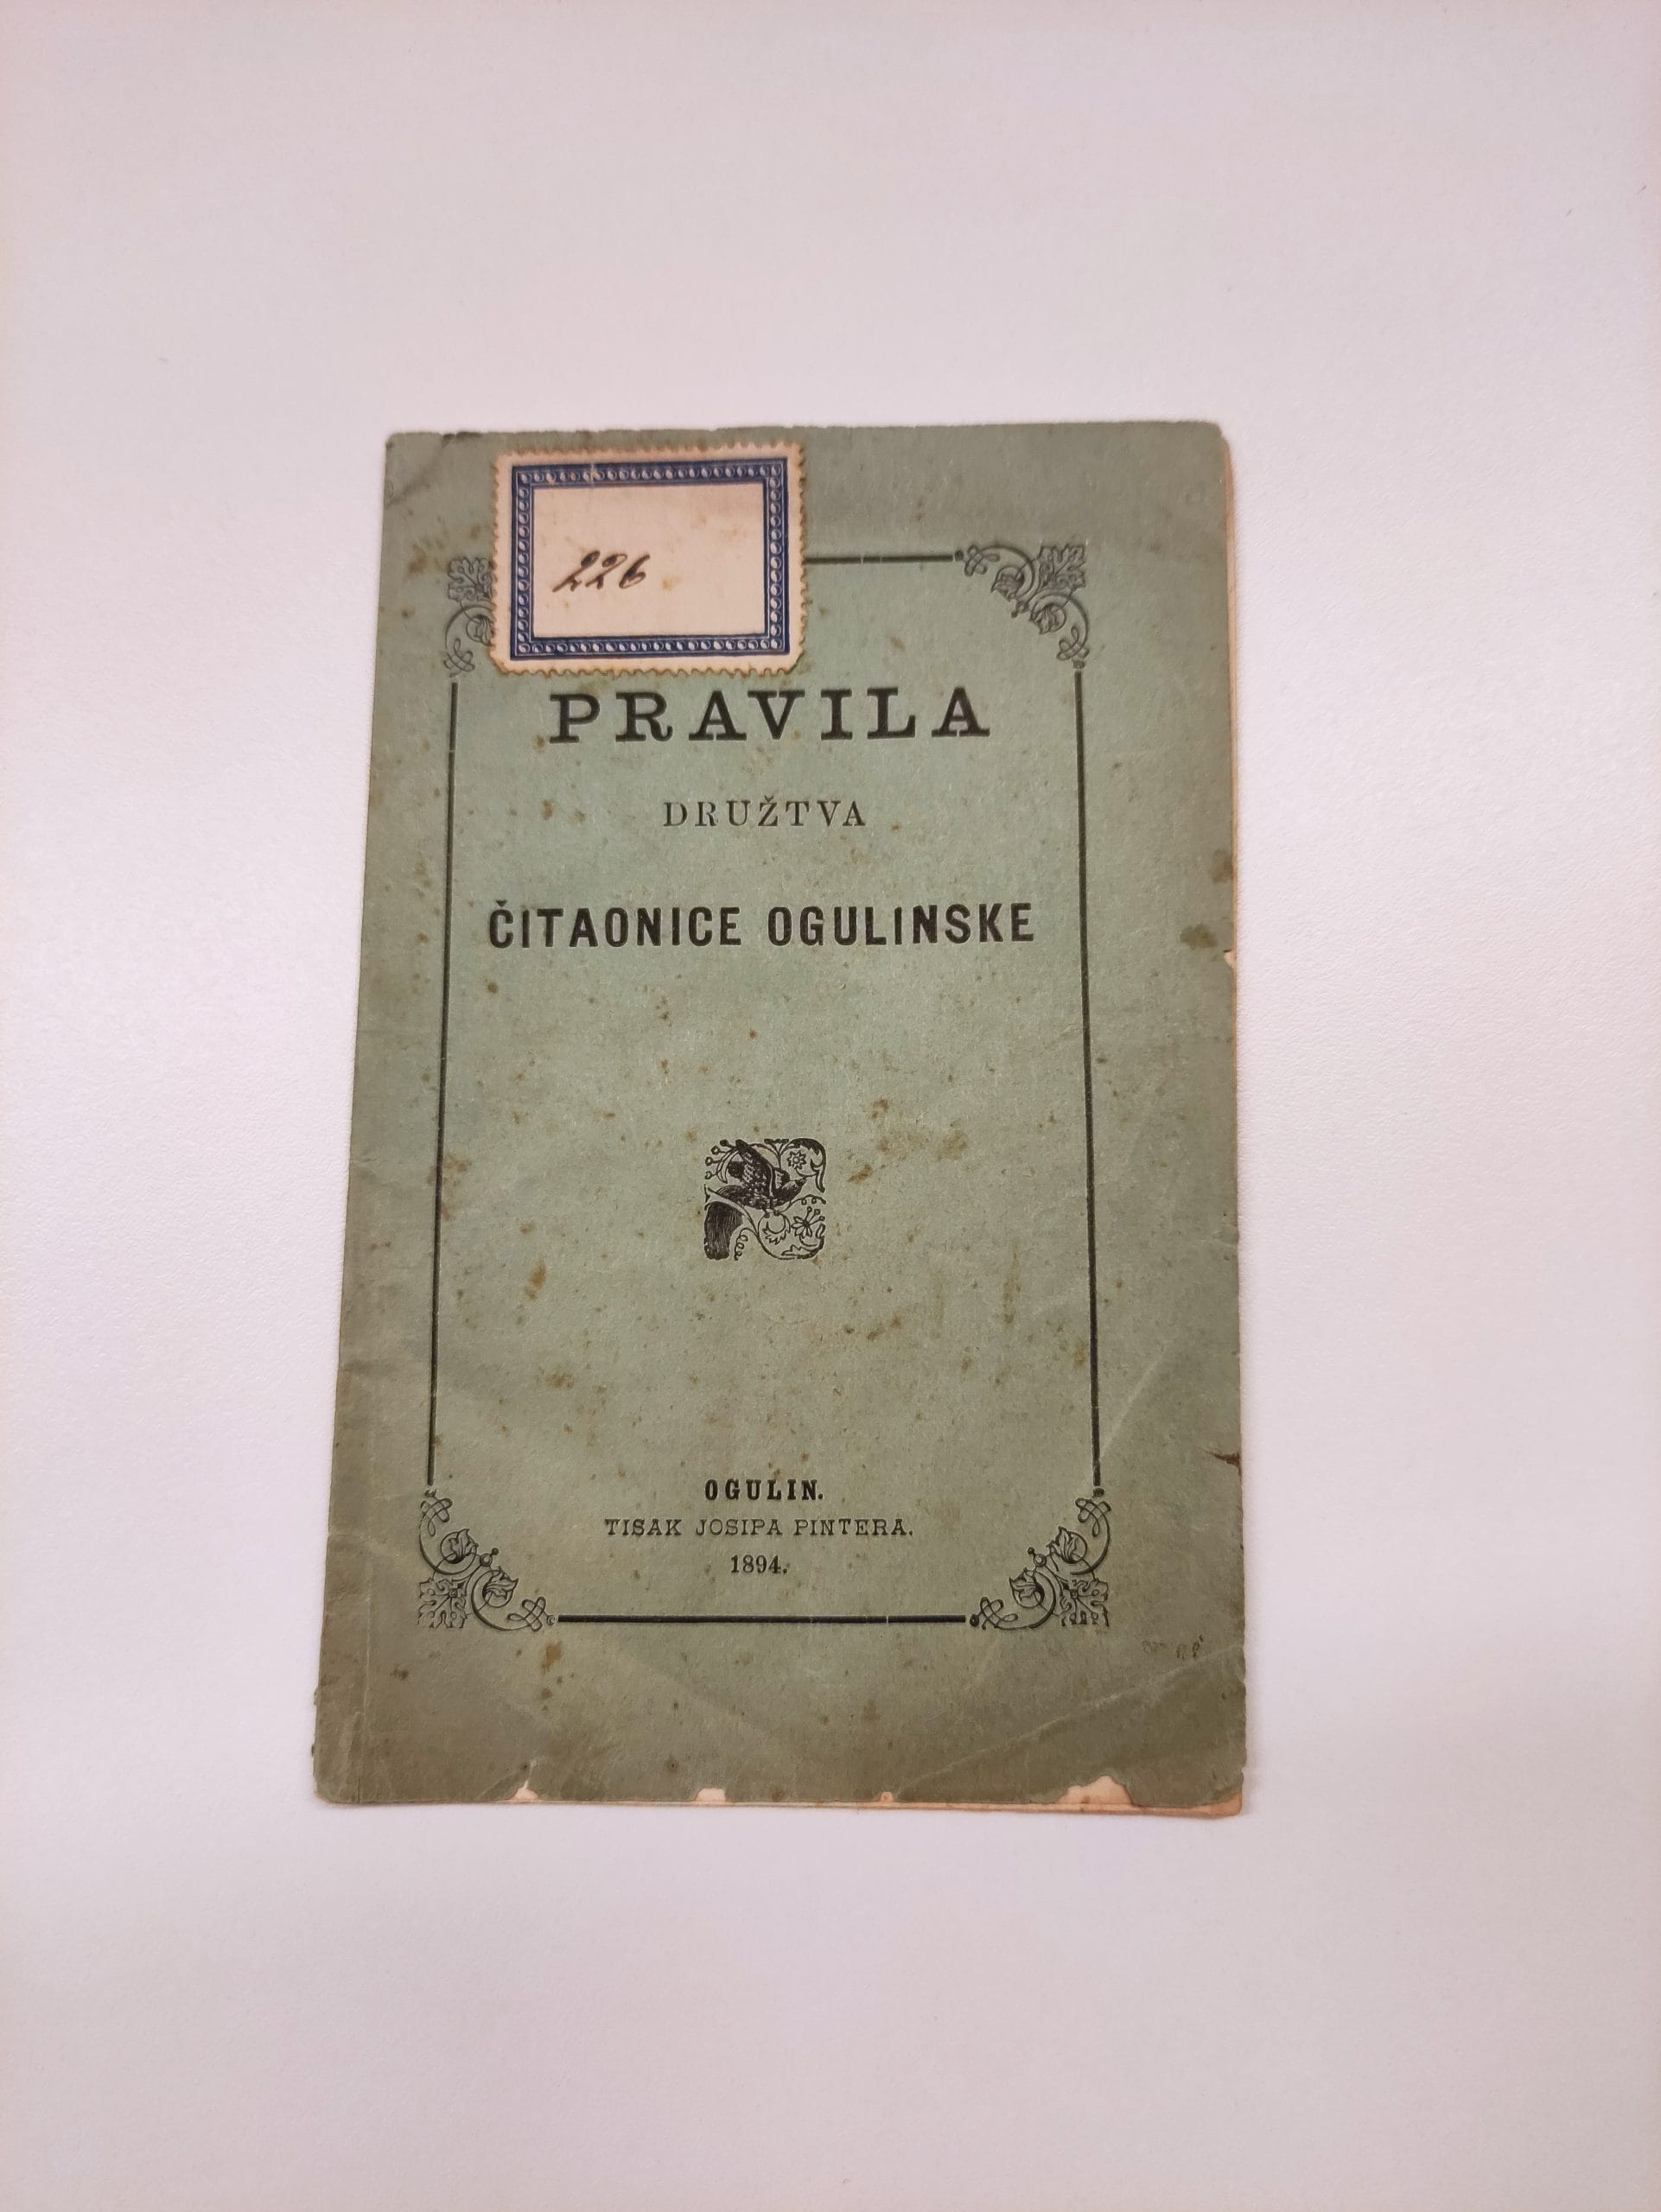 226
PRAVILA
DRUŽTVA
ČITAONICE OGULINSKE
OGULIN.
TISAK JOSIPA PINTERA.
1894.